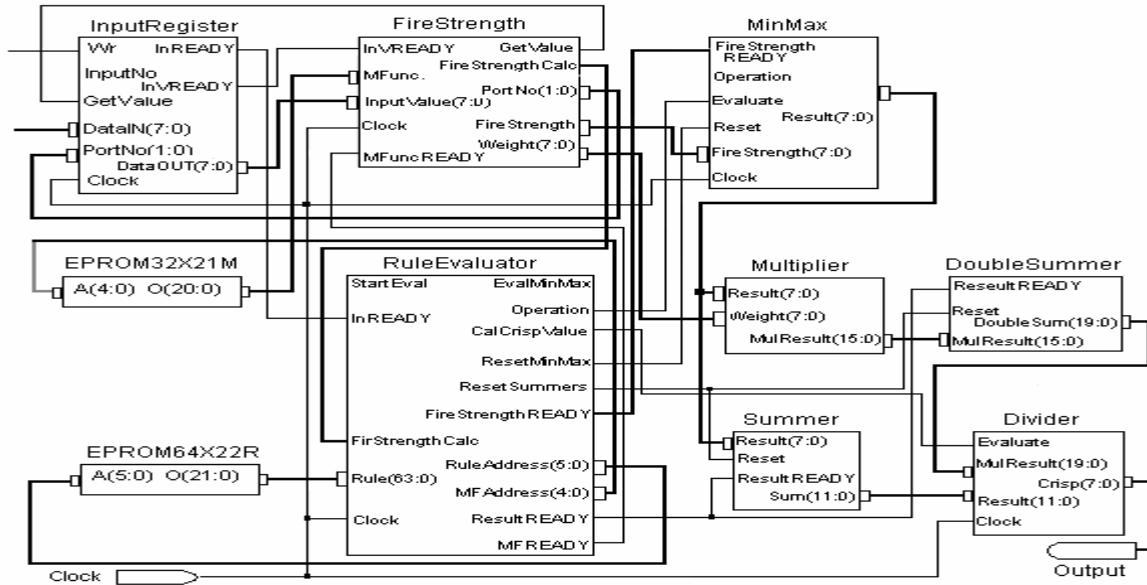 InputRegister
Wr
InREADY
InputNo
InVREADY
GetValue
DataIN(7:0)
PortNo(1:0)
DataOUT(7:0)
Clock
FireStrength
InVREADY
GetValue
FireStrengthCalc
MFunc.
PortNo(1:0)
InputValue(7:0)
Clock
FireStrength
Weight(7:0)
MFuncREADY
MinMax
FireStrength
READY
Operation
Evaluate
Result(7:0)
Reset
FireStrength(7:0)
Clock
EPROM32X21M
A(4:0) O(20:0)
RuleEvaluator
StartEval
EvalMinMax
Operation
InREADY
CalCrispValue
ResetMinMax
ResetSummers
FireStrengthREADY
FirStrengthCalc
RuleAddress(5:0)
Rule(63:0)
MFAddress(4:0)
ResultREADY
Clock
MFREADY
Multiplier
Result(7:0)
Weight(7:0)
MulResult(15:0)
DoubleSummer
ReseultREADY
Reset
DoubleSum(19:0)
MulResult(15:0)
EPROM64X22R
A(5:0) O(21:0)
Summer
Result(7:0)
Reset
ResultREADY
Sum(11:0)
Divider
Evaluate
MulResult(19:0)
Crisp(7:0)
Result(11:0)
Clock
Clock
Output